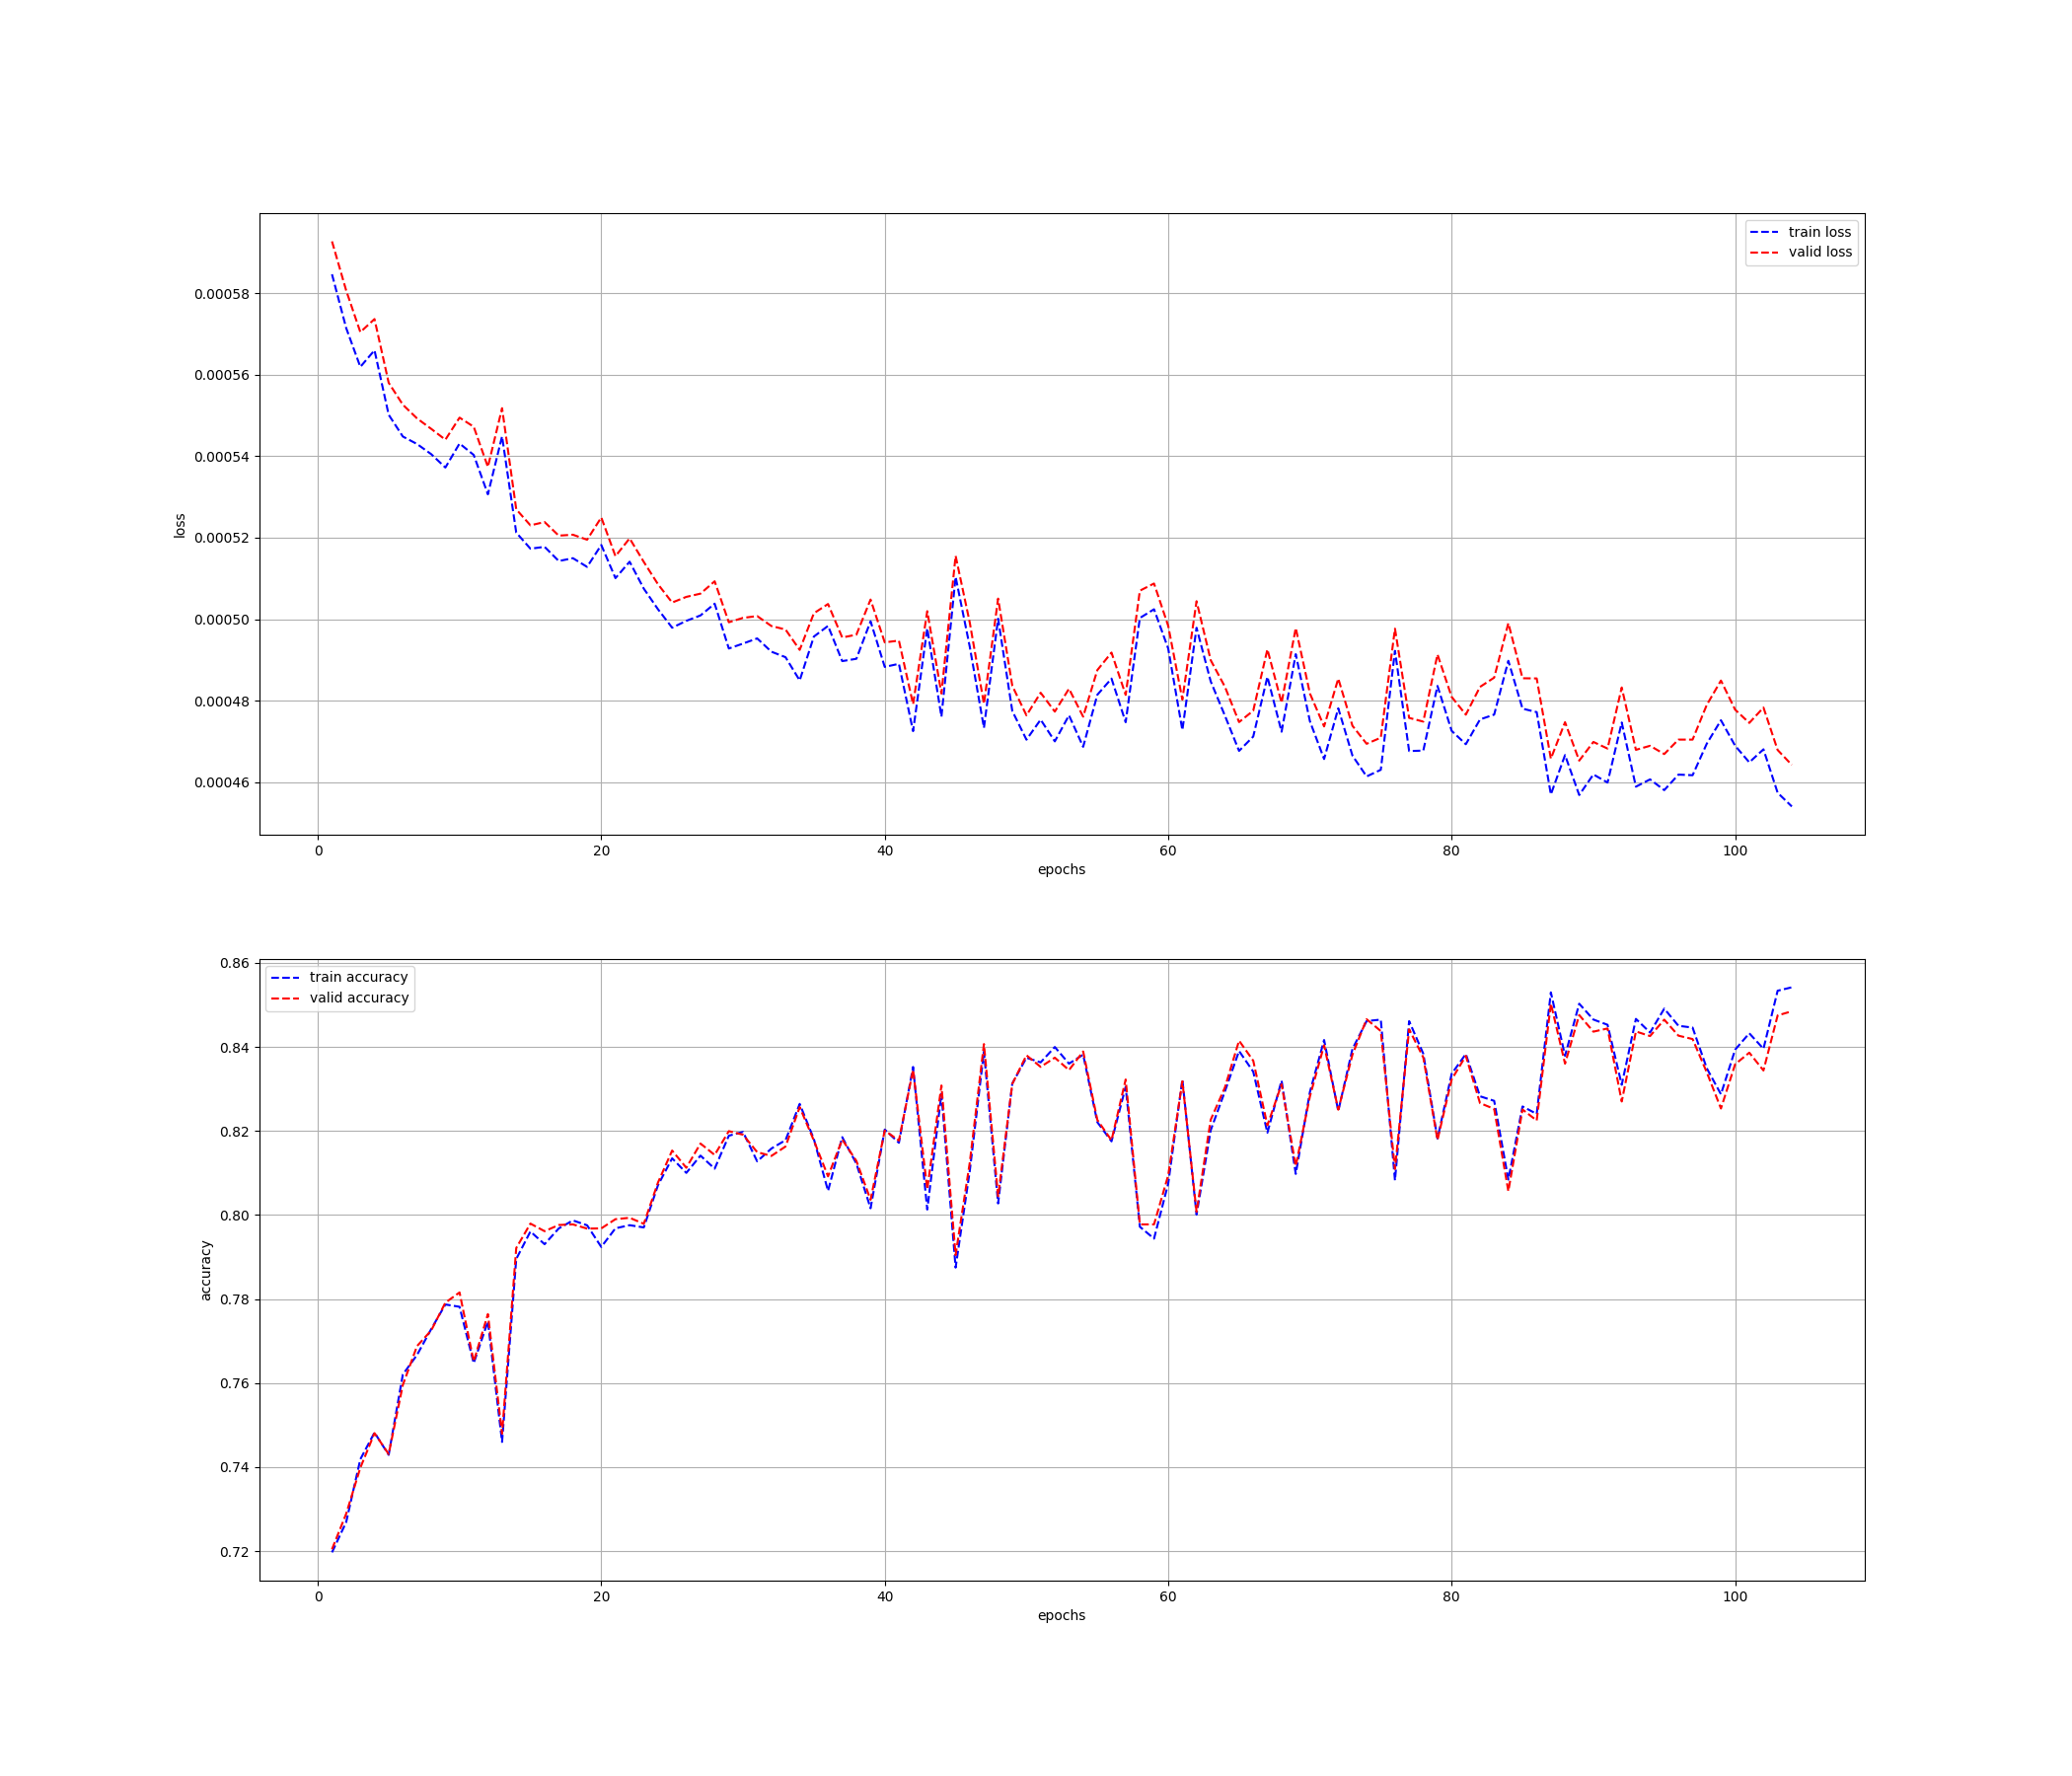 train loss
valid loss
0.00058
0.00056
0.00054
0.00052
0.00050
0.00048
0.00046
loss
0 20 40 60 80 100
epochs
train accuracy
valid accuracy
0.86
0.84
0.82
0.80
0.78
0.76
0.74
0.72
accuracy
0 20 40 60 80 100
epochs